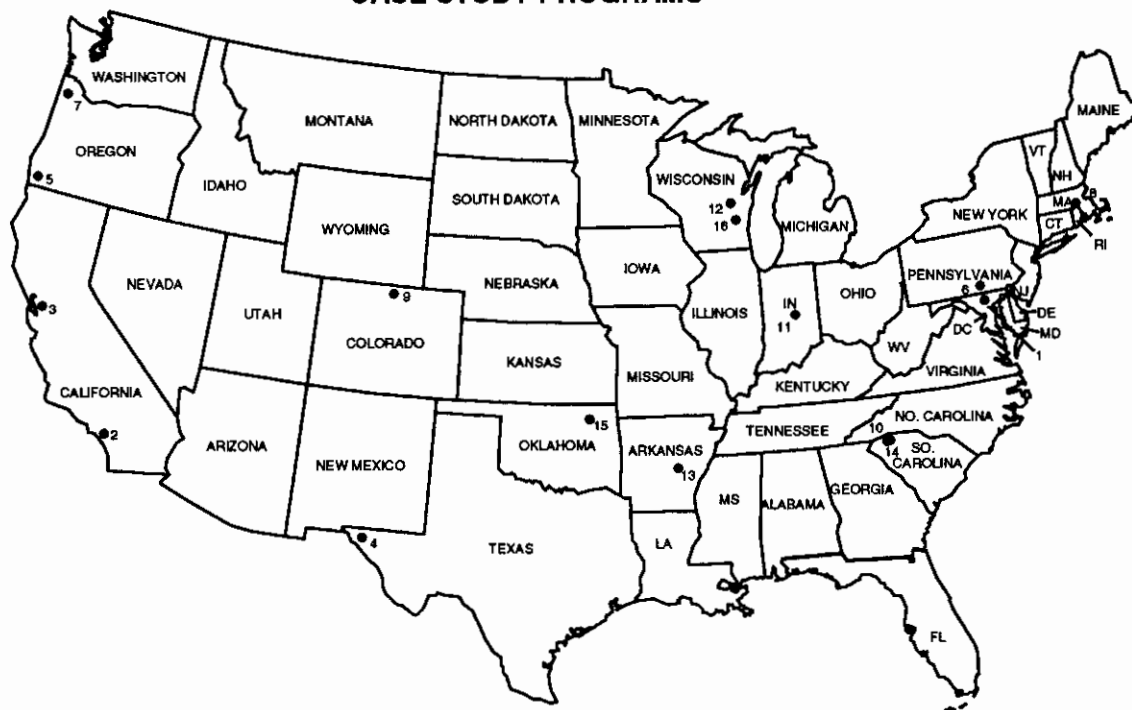 WASHINGTON
7
OREGON
5
IDAHO
MONTANA
NORTH DAKOTA
MINNESOTA
SOUTH DAKOTA
WYOMING
NEBRASKA
WISCONSIN
12
16
MICHIGAN
IOWA
NEVADA
UTAH
9
COLORADO
KANSAS
3
CALIFORNIA
2
ARIZONA
NEW MEXICO
4
TEXAS
OKLAHOMA
15
MISSOURI
ILLINOIS
IN
11
OHIO
KENTUCKY
WV
VIRGINIA
PENNSYLVANIA
6
NEW YORK
VT
NH
MAINE
MA
8
CT
RI
NJ
DE
MD
DC
1
TENNESSEE
NO. CAROLINA
10
14
SO.
CAROLINA
ARKANSAS
13
MS
ALABAMA
GEORGIA
LA
FL